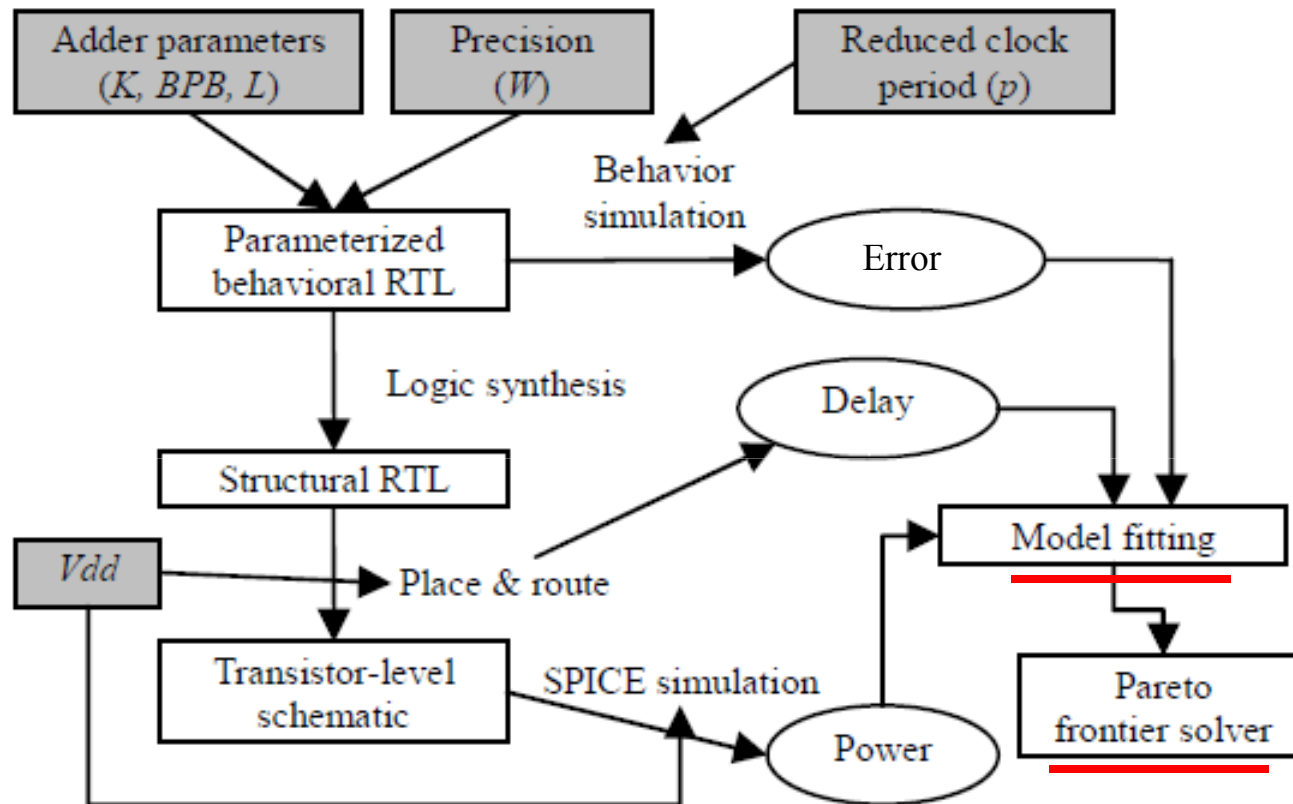 Adder parameters
(K, BPB, L)
Precision
(W)
Reduced clock
period (p)
Behavior
simulation
Parameterized
behavioral RTL
Error
Logic synthesis
Delay
Structural RTL
Model fitting
Vdd
Place & route
Transistor-level
schematic
SPICE simulation
Power
Pareto
frontier solver